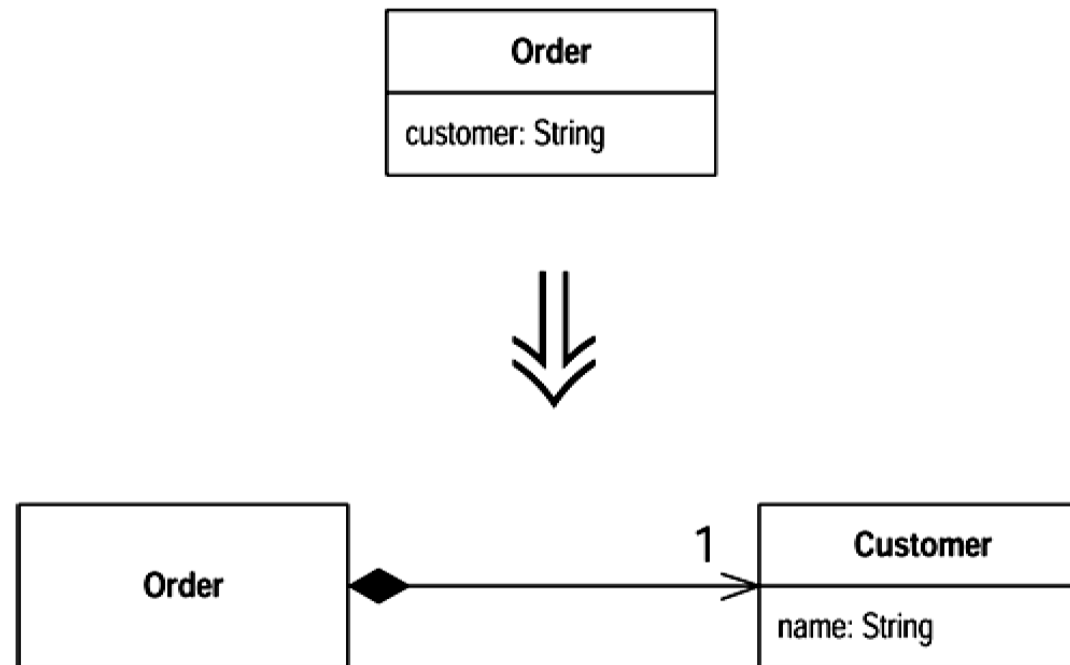 Order
customer: String
1
Order
Customer
name: String